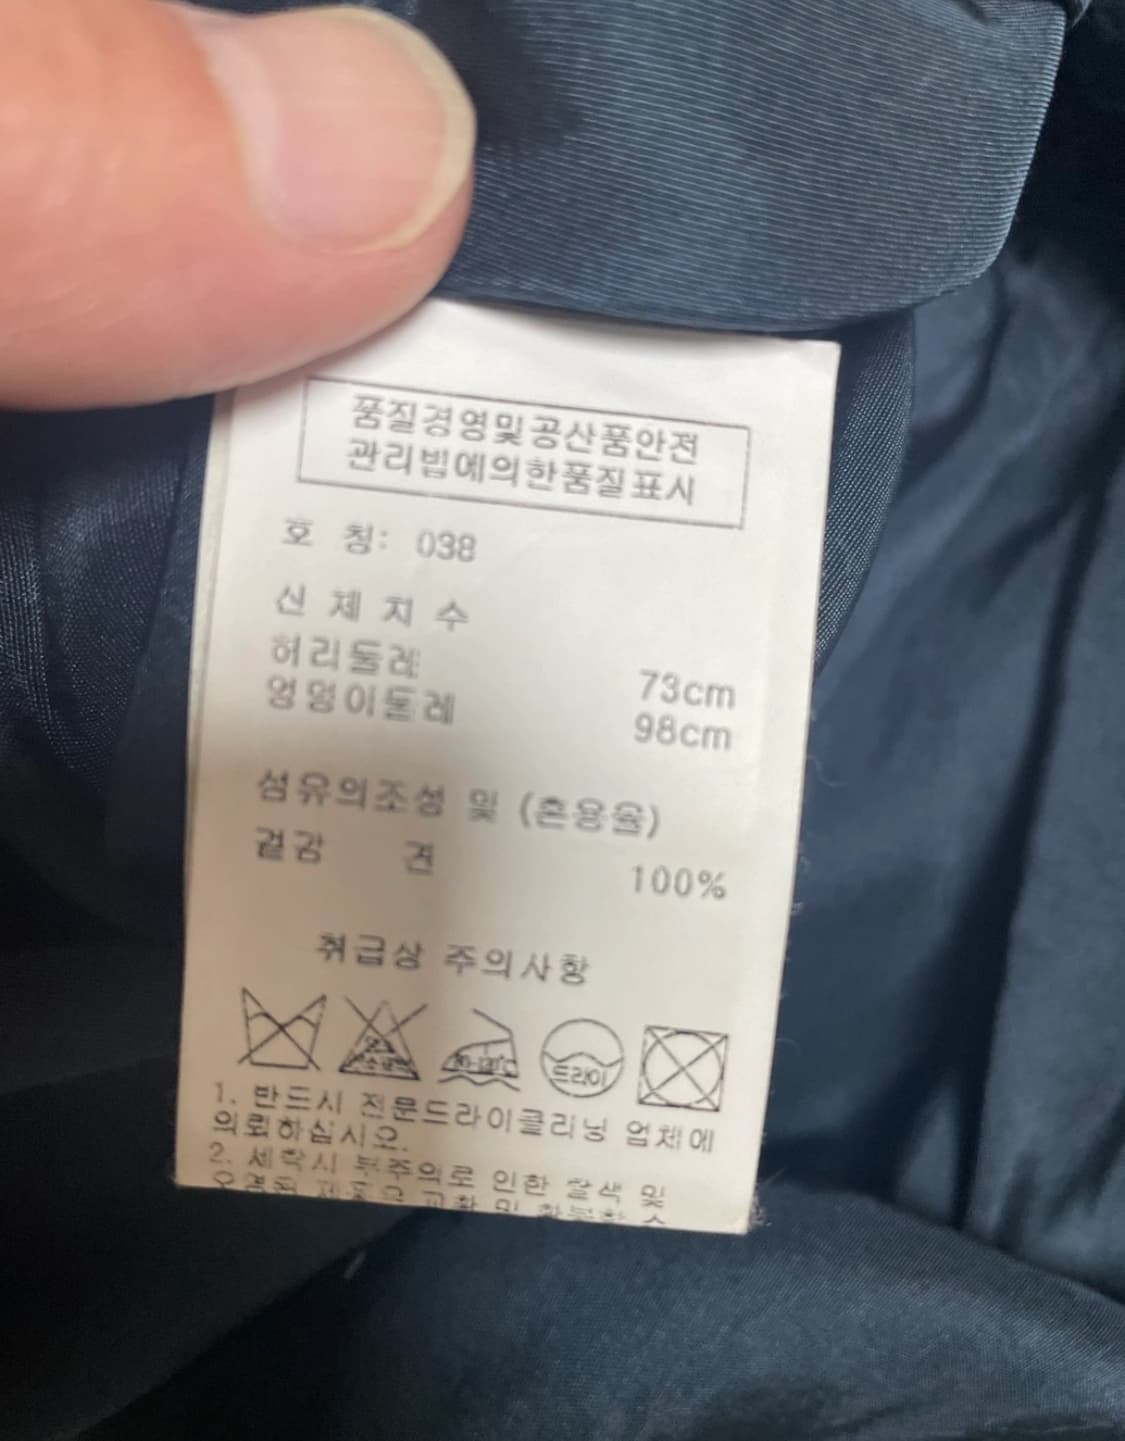 품질경영및공산품안전
관리법에의한품질표시
호 칭: 038
신 체 치 수
허리둘레 73cm
엉덩이둘레 98cm
섬유의조성 및 (혼용율)
겉감 견 100%
취급상 주의사항
드라이
1. 반드시 전문드라이클리닝 업체에
의뢰하십시오.
2. 세탁시 부주의로 인한 탈색 및